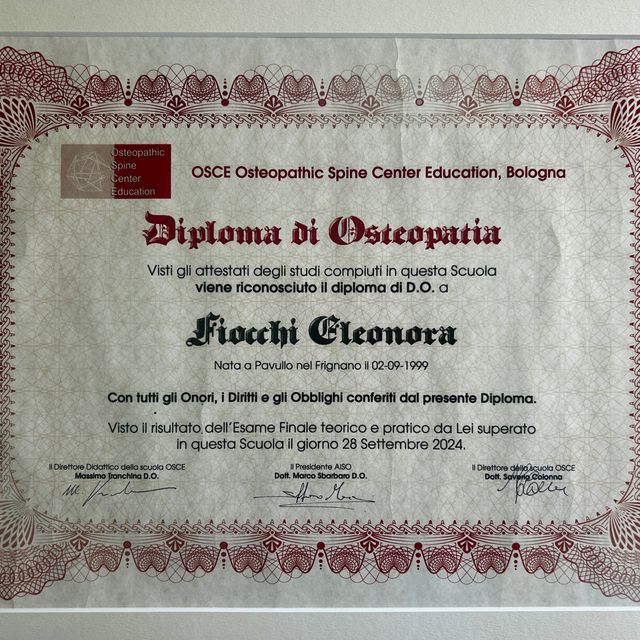 Osteopathic
Spine
Center
Education
OSCE Osteopathic Spine Center Education, Bologna
Diploma di Osteopatia
Visti gli attestati degli studi compiuti in questa Scuola
viene riconosciuto il diploma di D.O. a
Fiocchi Eleonora
Nata a Pavullo nel Frignano il 02-09-1999
Con tutti gli Onori, i Diritti e gli Obblighi conferiti dal presente Diploma.
Visto il risultato dell'Esame Finale teorico e pratico da Lei superato
in questa Scuola il giorno 28 Settembre 2024.
Il Direttore Didattico della scuola OSCE
Massimo Tranchina D.O.
Il Presidente AISO
Dott. Marco Sbarbaro D.O.
Il Direttore della scuola OSCE
Dott. Saverio Colonna